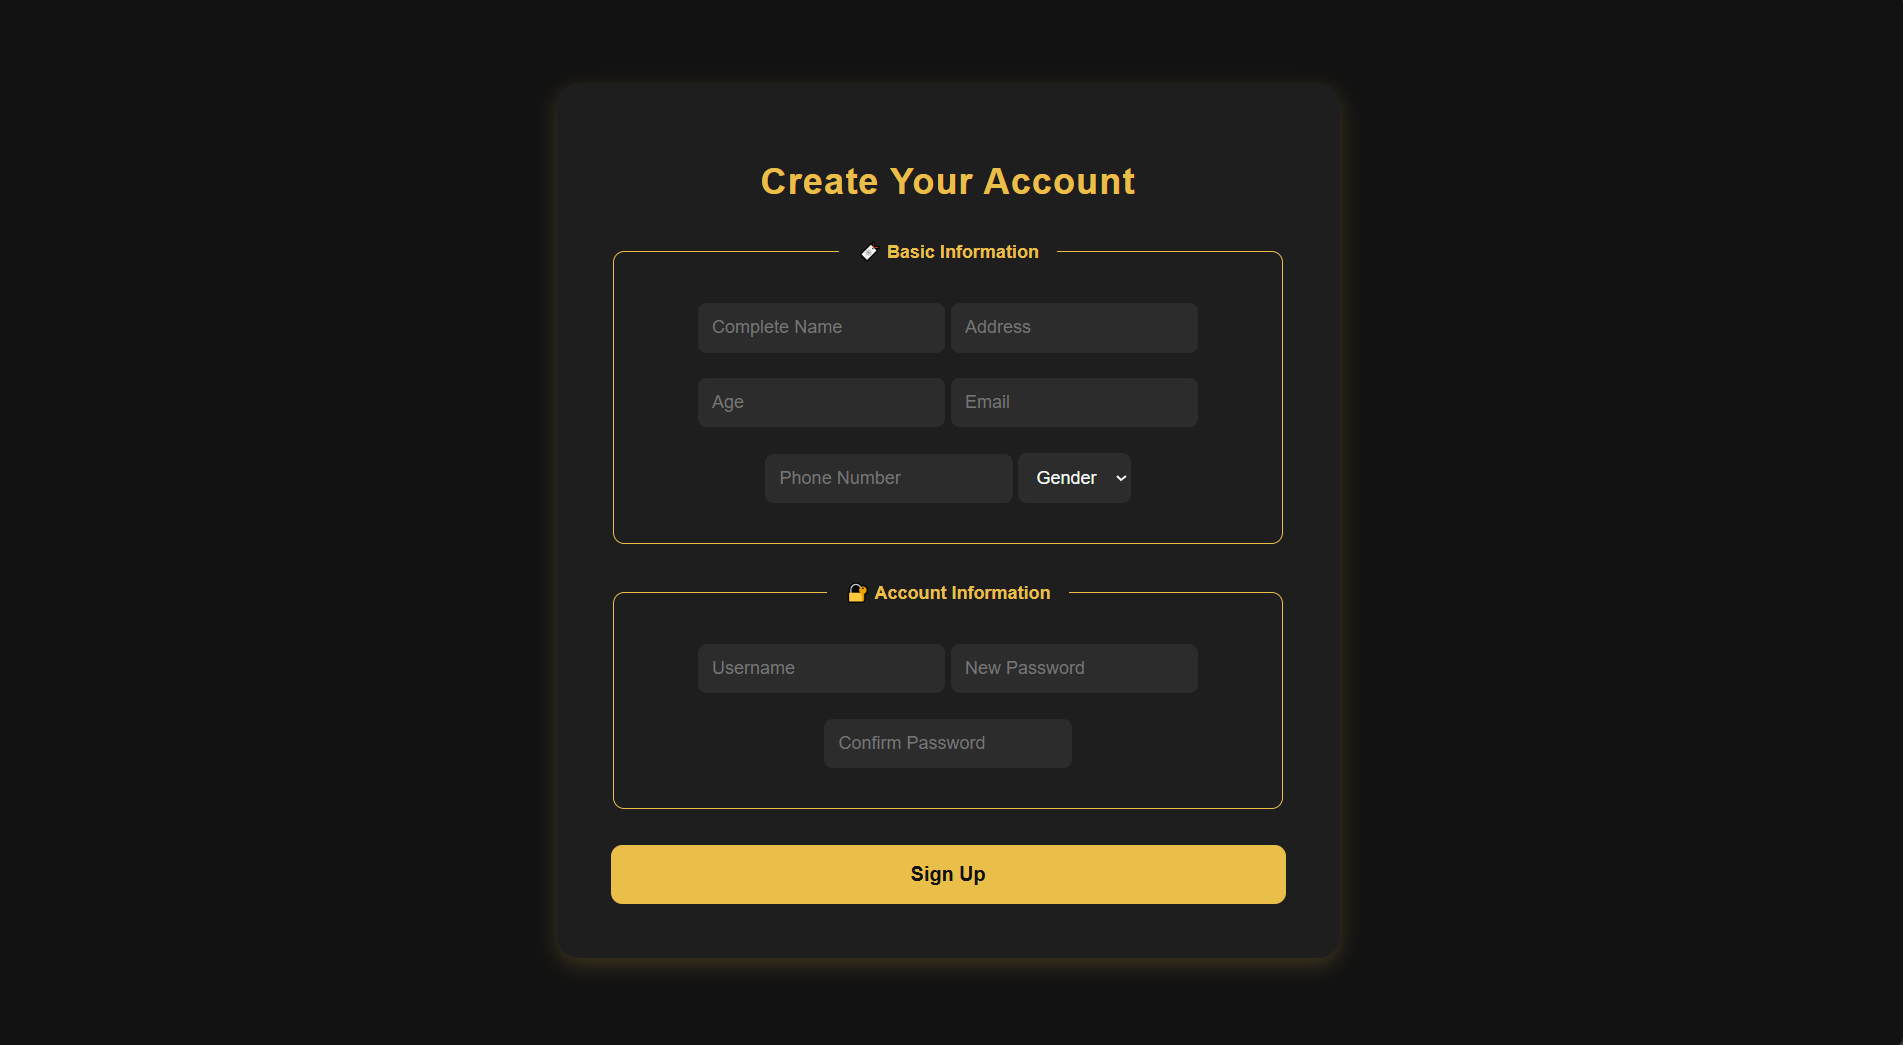 Create Your Account
Basic Information
Complete Name Address
Age Email
Phone Number Gender
Account Information
Username New Password
Confirm Password
Sign Up